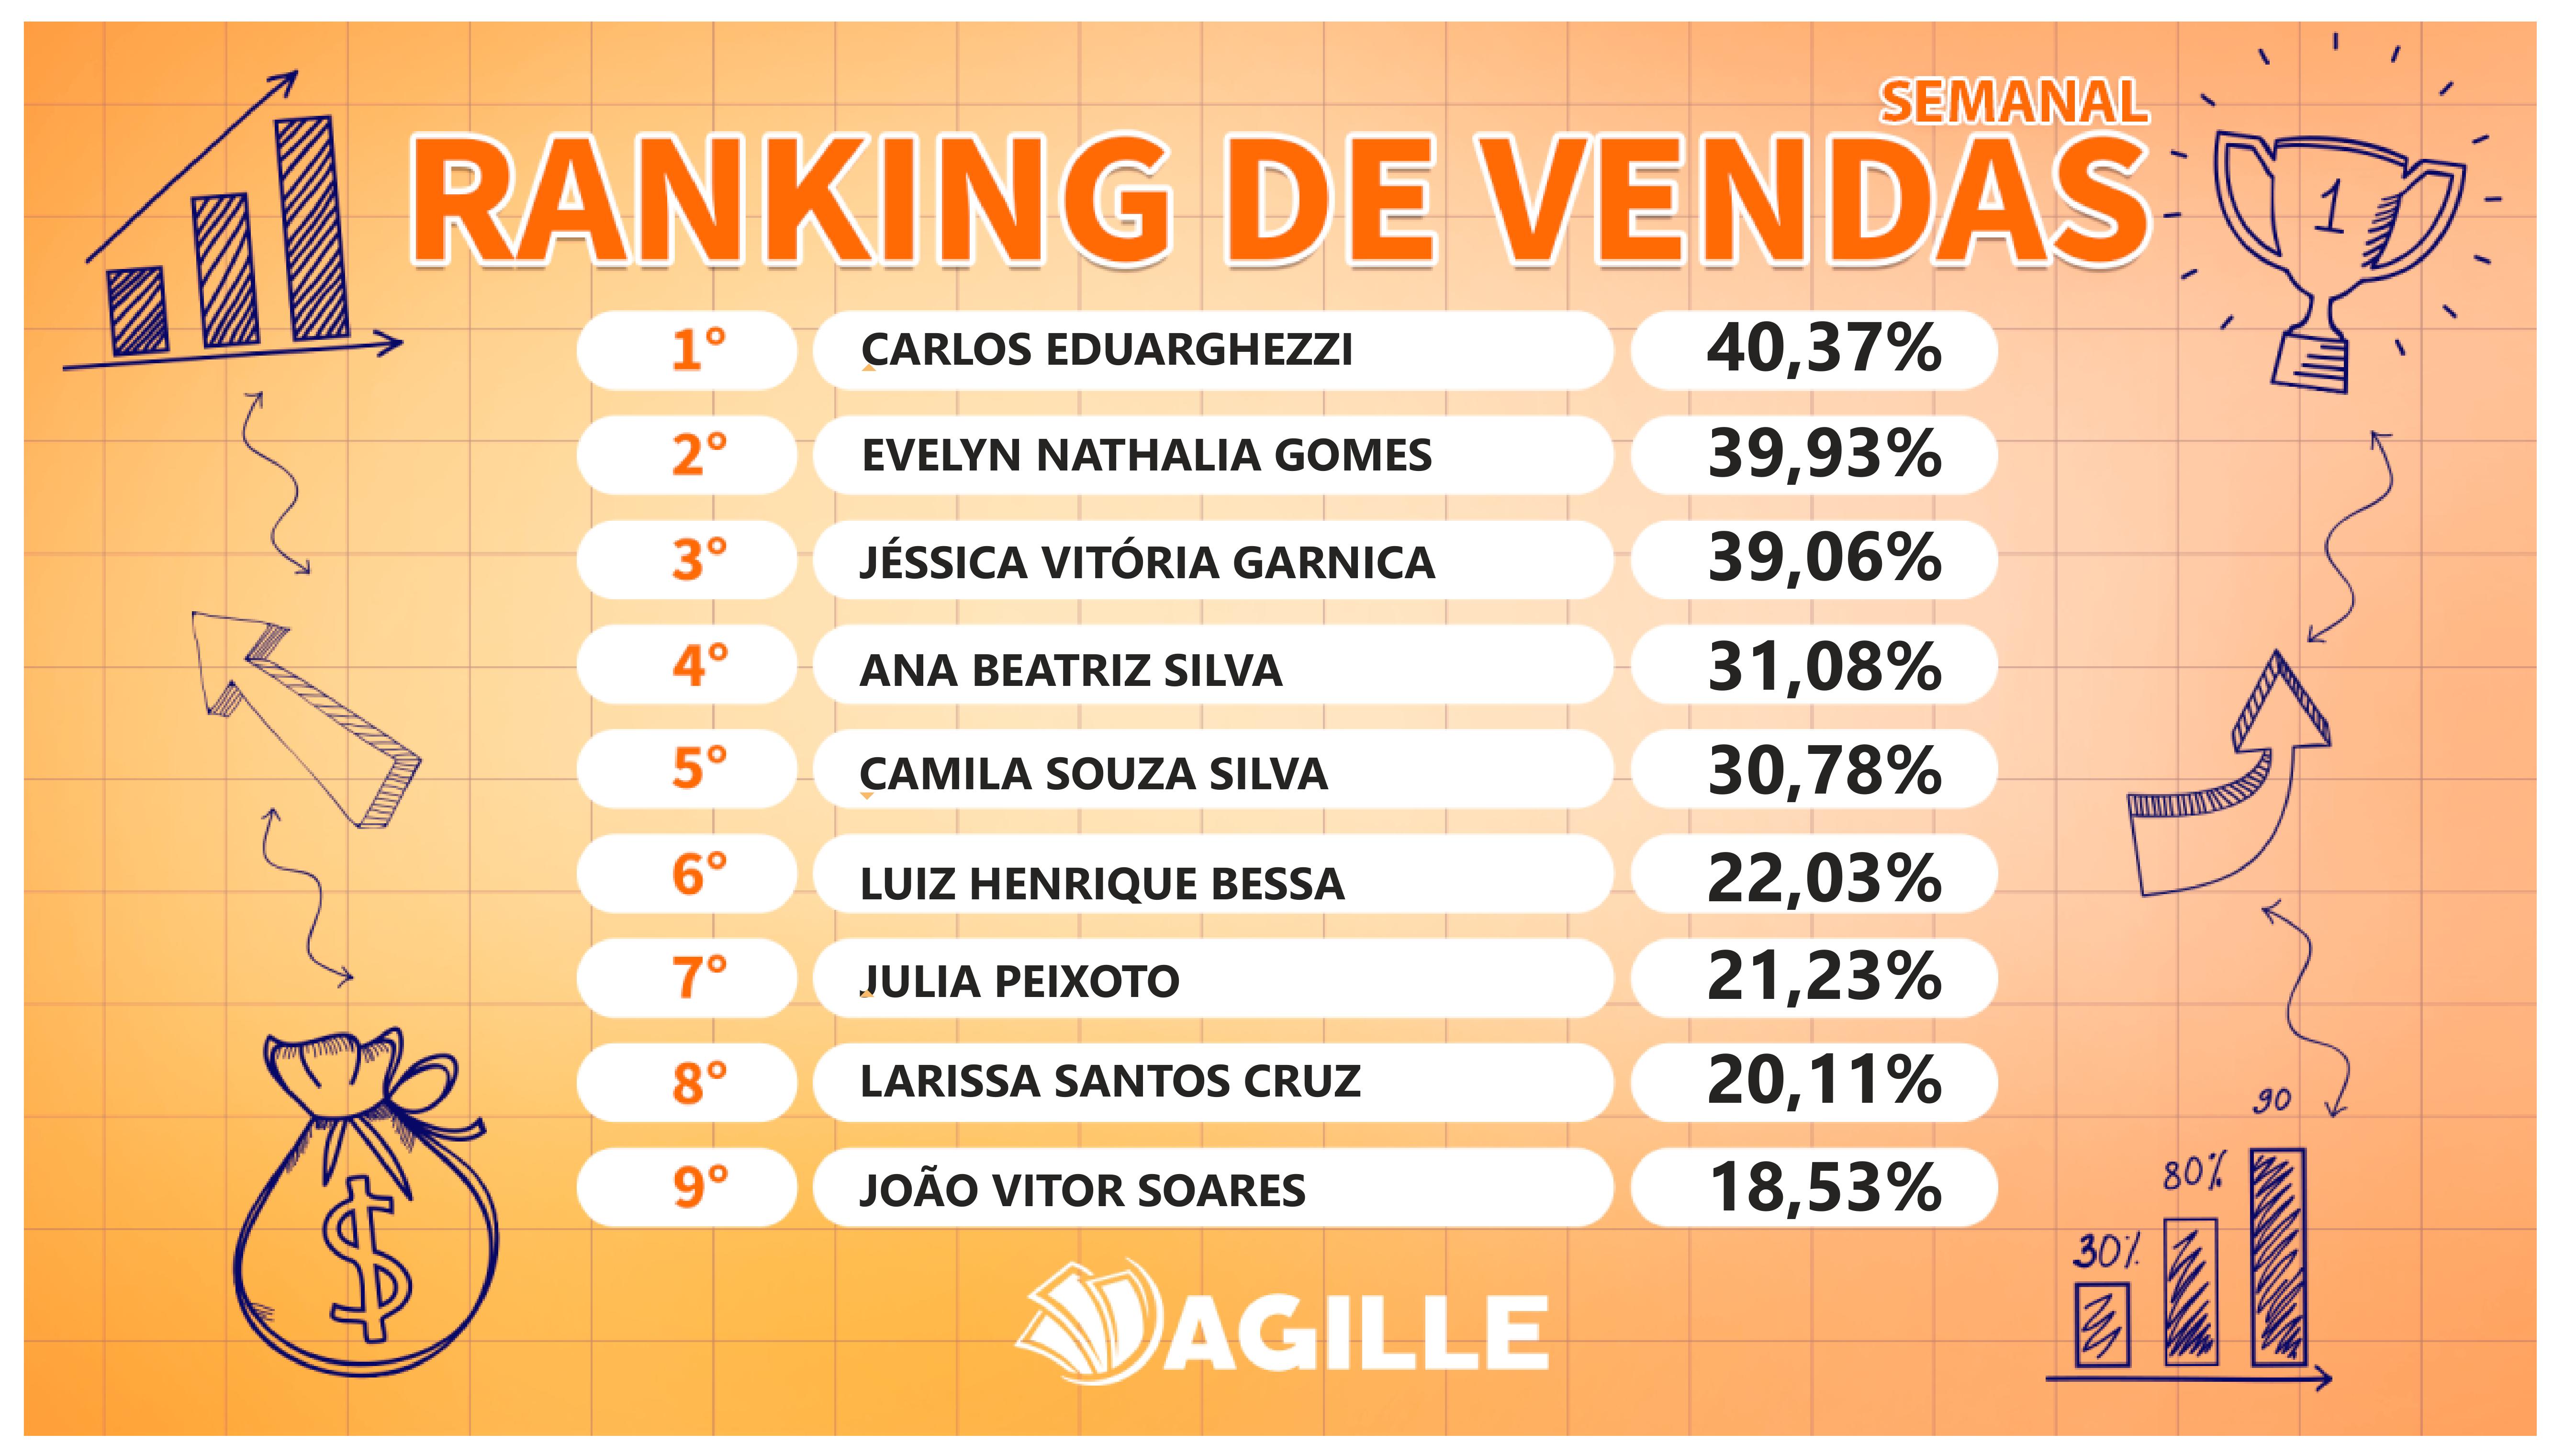 SEMANAL
RANKING DE VENDAS
1
1° CARLOS EDUARGHEZZI 40,37%
2° EVELYN NATHALIA GOMES 39,93%
3° JÉSSICA VITÓRIA GARNICA 39,06%
4° ANA BEATRIZ SILVA 31,08%
5° CAMILA SOUZA SILVA 30,78%
6° LUIZ HENRIQUE BESSA 22,03%
7° JULIA PEIXOTO 21,23%
8° LARISSA SANTOS CRUZ 20,11%
9° JOÃO VITOR SOARES 18,53%
$
90
80%
30%
AGILLE